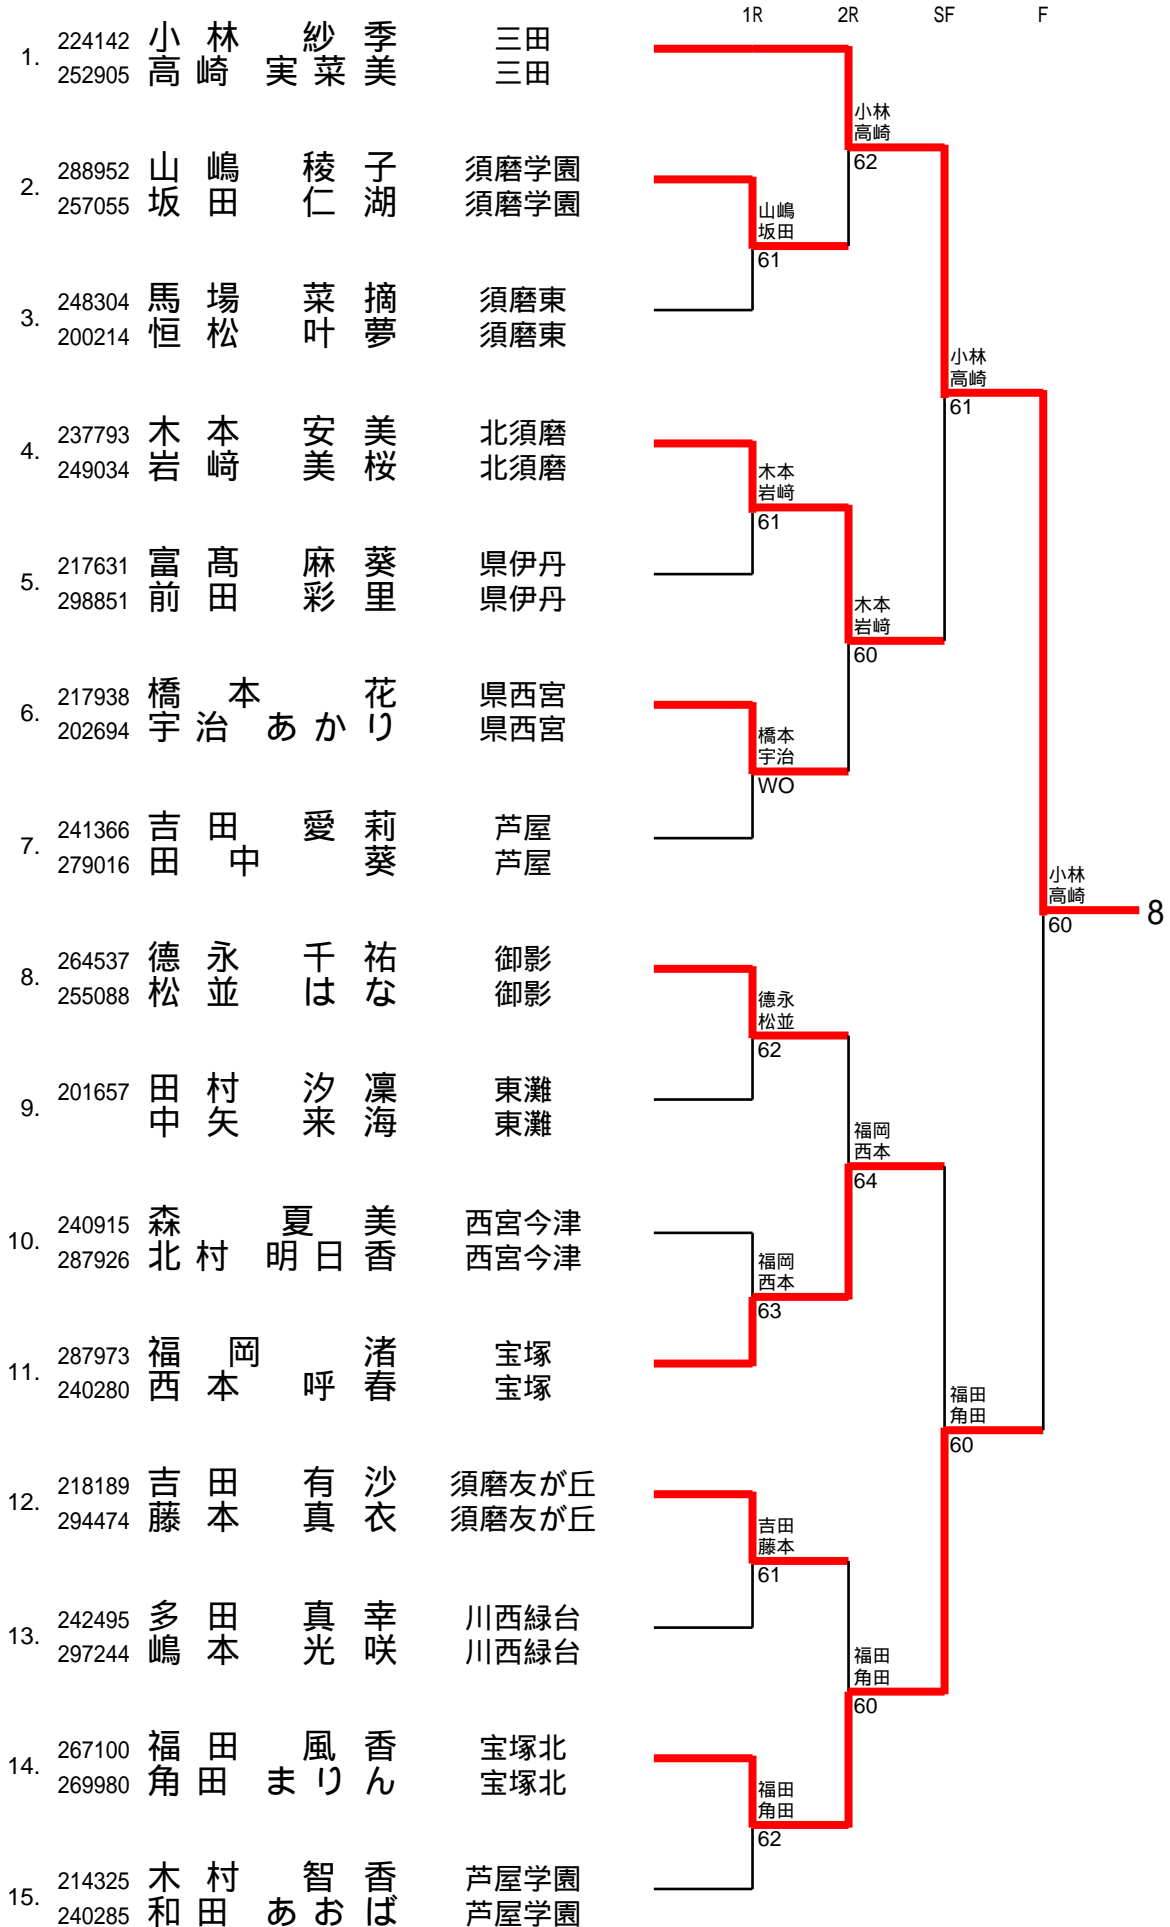 1R 2R SF F
1. 224142 小林 紗季 三田
252905 高崎 実菜美 三田
小林
高崎
62
2. 288952 山嶋 稜子 須磨学園
257055 坂田 仁湖 須磨学園
山嶋
坂田
61
3. 248304 馬場 菜摘 須磨東
200214 恒松 叶夢 須磨東
小林
高崎
61
4. 237793 木本 安美 北須磨
249034 岩﨑 美桜 北須磨
木本
岩﨑
61
5. 217631 富髙 麻葵 県伊丹
298851 前田 彩里 県伊丹
木本
岩﨑
60
6. 217938 橋本 花 県西宮
202694 宇治 あかり 県西宮
橋本
宇治
WO
7. 241366 吉田 愛莉 芦屋
279016 田中 葵 芦屋
小林
高崎
60
8
8. 264537 德永 千祐 御影
255088 松並 はな 御影
德永
松並
62
9. 201657 田村 汐凛 東灘
中矢 来海 東灘
福岡
西本
64
10. 240915 森 夏美 西宮今津
287926 北村 明日香 西宮今津
福岡
西本
63
11. 287973 福岡 渚 宝塚
240280 西本 呼春 宝塚
福田
角田
60
12. 218189 吉田 有沙 須磨友が丘
294474 藤本 真衣 須磨友が丘
吉田
藤本
61
13. 242495 多田 真幸 川西緑台
297244 嶋本 光咲 川西緑台
福田
角田
60
14. 267100 福田 風香 宝塚北
269980 角田 まりん 宝塚北
福田
角田
62
15. 214325 木村 智香 芦屋学園
240285 和田 あおば 芦屋学園